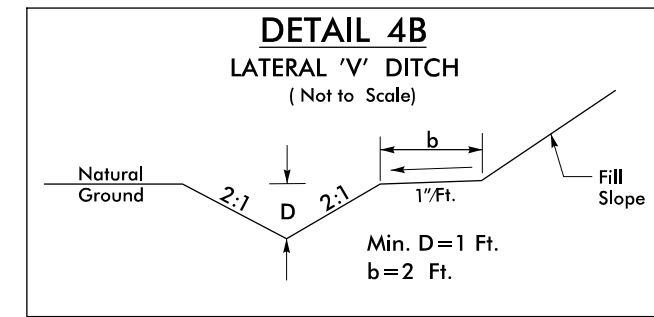 DETAIL 4B
LATERAL 'V' DITCH
( Not to Scale)
b
Natural
Ground
2:1
D
2:1
1"/Ft.
Fill
Slope
Min. D=1 Ft.
b=2 Ft.